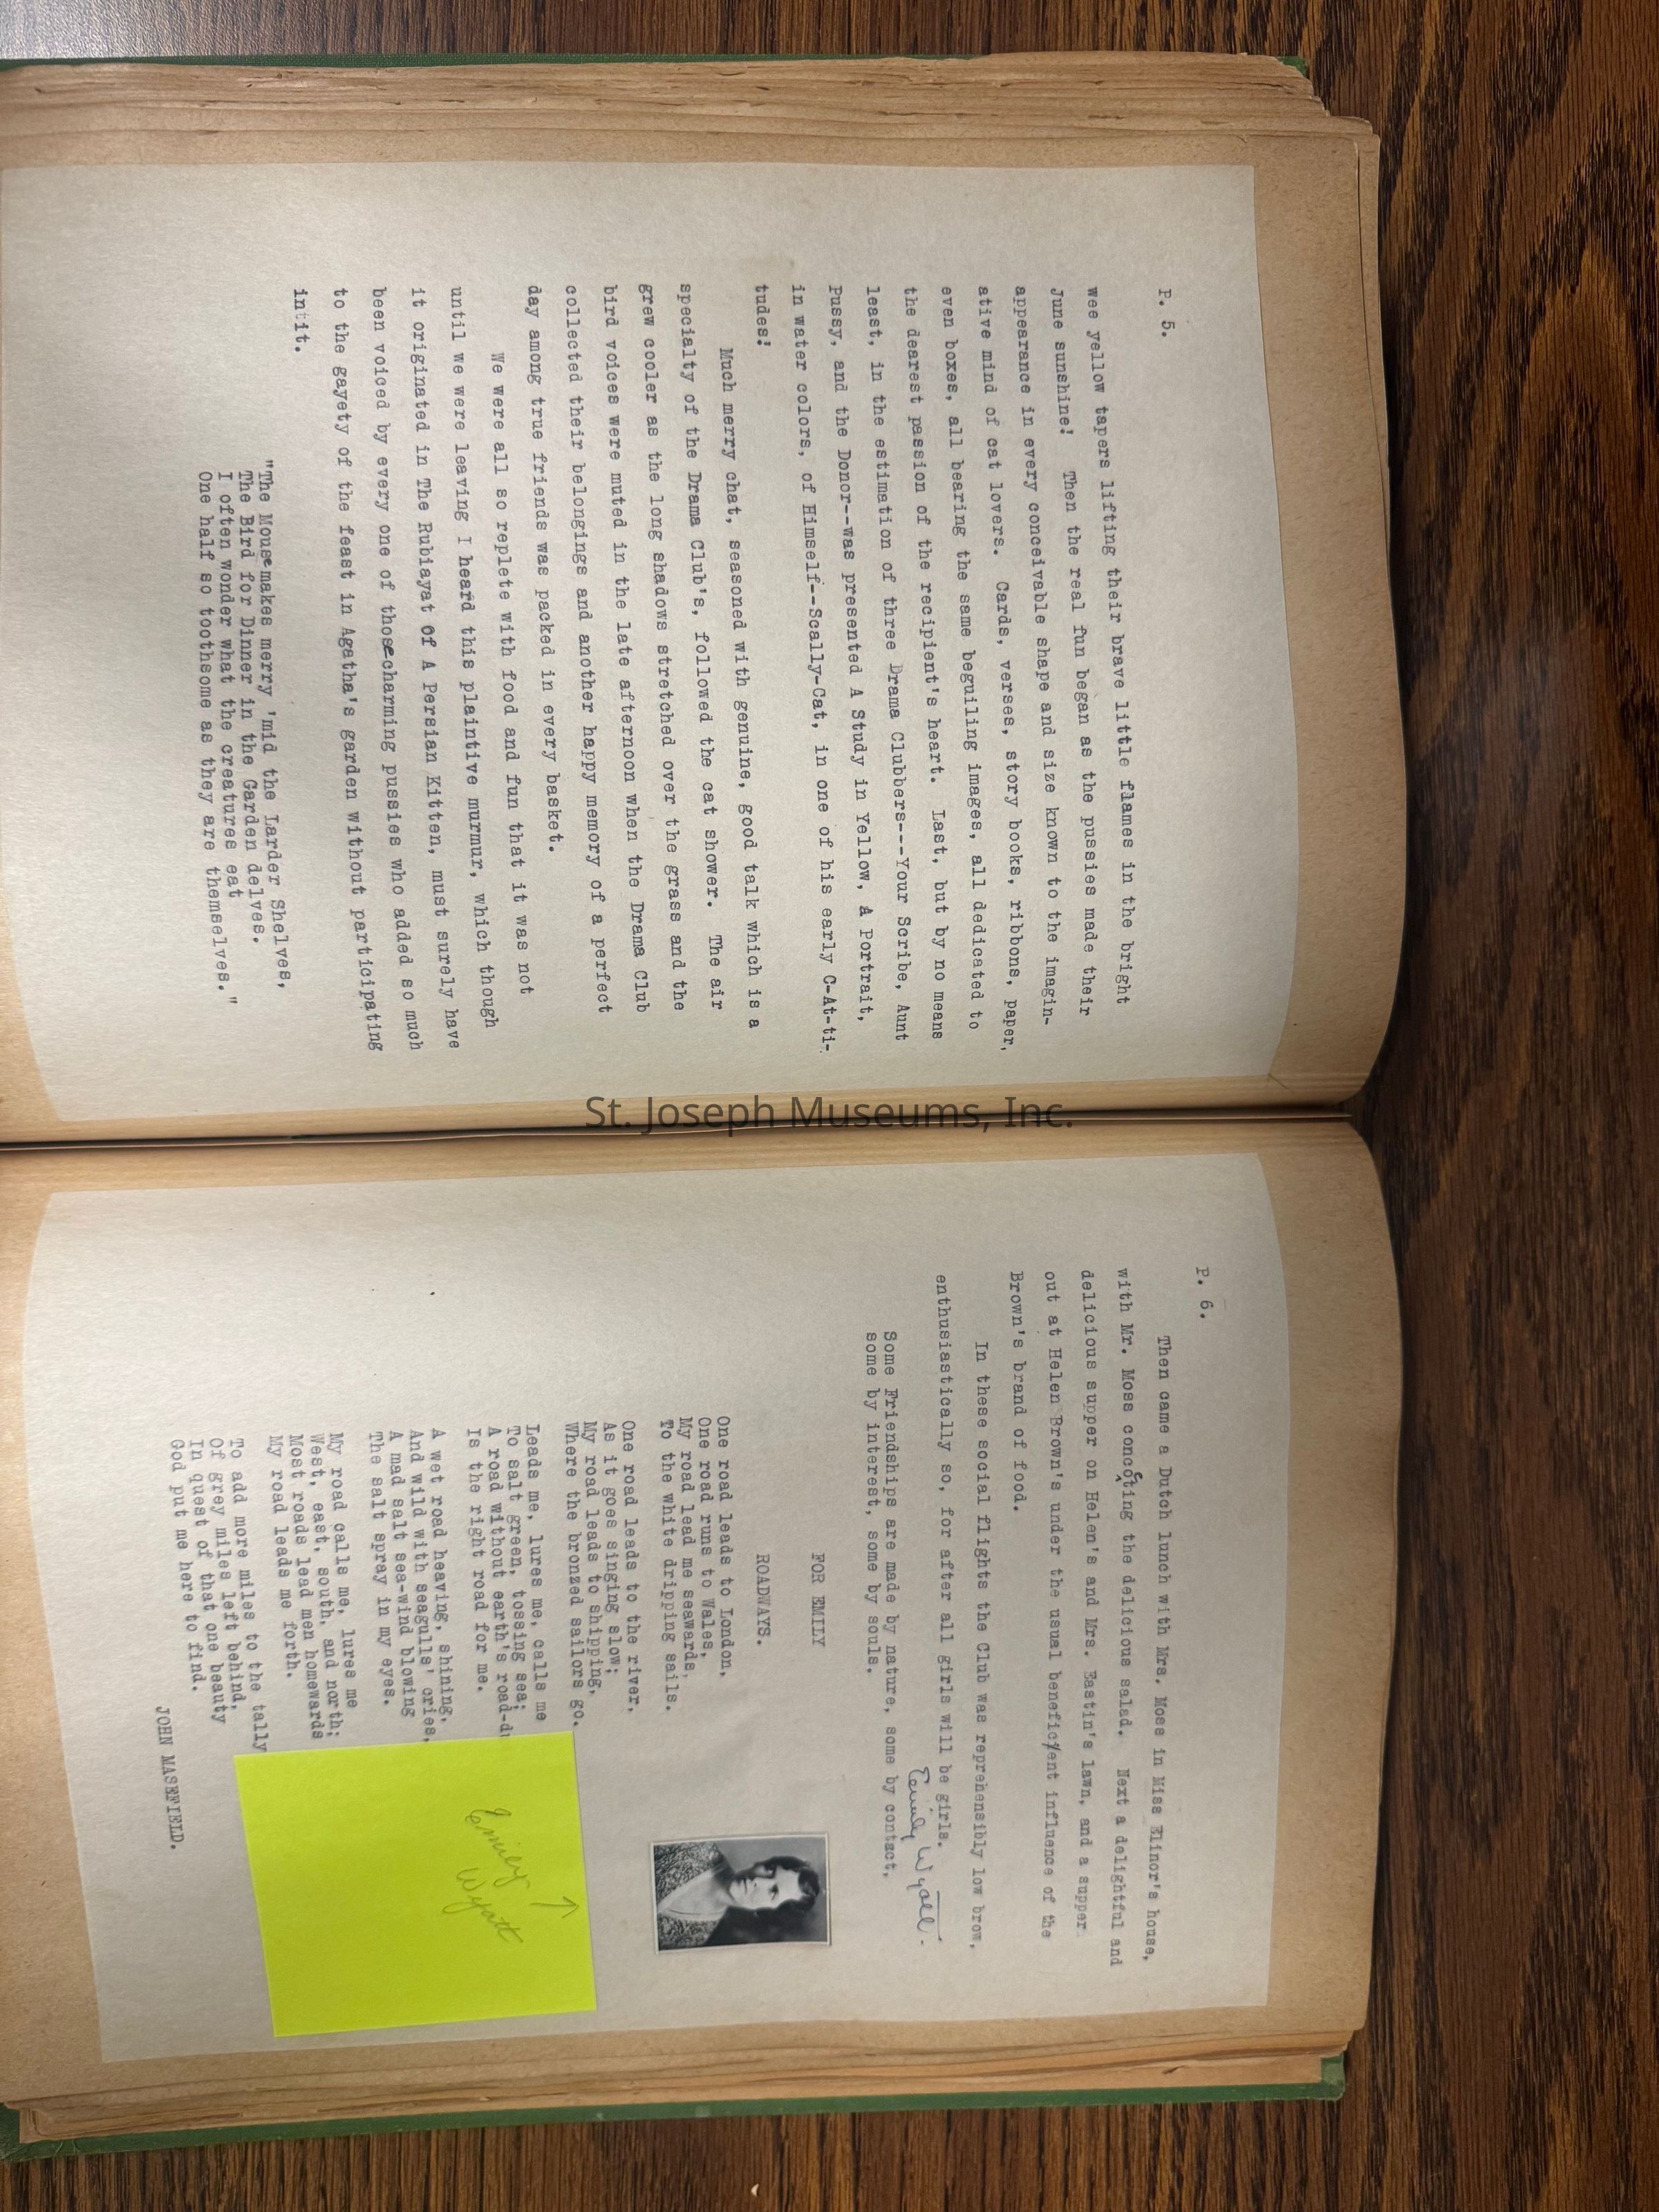 P. 5.
wee yellow tapers lifting their brave little flames in the bright
June sunshine! Then the real fun began as the pussies made their
appearance in every conceivable shape and size known to the imagin-
ative mind of cat lovers. Cards, verses, story books, ribbons, paper,
even boxes, all bearing the same beguiling images, all dedicated to
the dearest passion of the recipient's heart. Last, but by no means
least, in the estimation of three Drama Clubbers---Your Scribe, Aunt
Pussy, and the Donor--was presented A Study in Yellow, A Portrait,
in water colors, of Himself--Scally-Cat, in one of his early C-At-ti-
tudes!
Much merry chat, seasoned with genuine, good talk which is a
specialty of the Drama Club's, followed the cat shower. The air
grew cooler as the long shadows stretched over the grass and the
bird voices were muted in the late afternoon when the Drama Club
collected their belongings and another happy memory of a perfect
day among true friends was packed in every basket.
We were all so replete with food and fun that it was not
until we were leaving I heard this plaintive murmur, which though
it originated in The Rubiayat Of A Persian Kitten, must surely have
been voiced by every one of those charming pussies who added so much
to the gayety of the feast in Agatha's garden without participating
in it.
"The Mouse makes merry 'mid the Larder Shelves,
The Bird for Dinner in the Garden delves.
I often wonder what the creatures eat
One half so toothsome as they are themselves."
P. 6.
Then came a Dutch lunch with Mrs. Moss in Miss Elinor's house,
with Mr. Moss concocting the delicious salad. Next a delightful and
delicious supper on Helen's and Mrs. Eastin's lawn, and a supper
out at Helen Brown's under the usual beneficient influence of the
Brown's brand of food.
In these social flights the Club was reprehensibly low brow,
enthusiastically so, for after all girls will be girls.
Emily Wyatt.
Some Friendships are made by nature, some by contact,
some by interest, some by souls.
FOR EMILY
ROADWAYS.
One road leads to London,
One road runs to Wales,
My road lead me seawards,
To the white dripping sails.
One road leads to the river,
As it goes singing slow;
My road leads to shipping,
Where the bronzed sailors go.
Leads me, lures me, calls me
To salt green, tossing sea;
A road without earth's road-du
Is the right road for me.
A wet road heaving, shining,
And wild with seagulls' cries,
A mad salt sea-wind blowing
The salt spray in my eyes.
My road calls me, lures me
West, east, south, and north;
Most roads lead men homewards
My road leads me forth.
To add more miles to the tally
Of grey miles left behind,
In quest of that one beauty
God put me here to find.
JOHN MASEFIELD.
Emily
Wyatt
St. Joseph Museums, Inc.